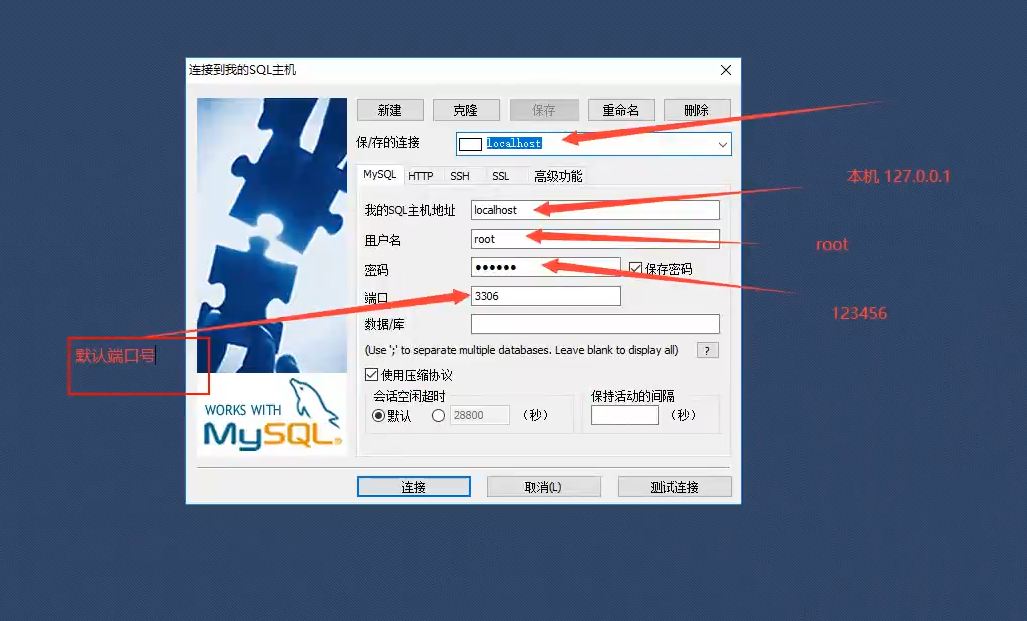 连接到我的SQL主机
新建 克隆 保存 重命名 删除
保/存的连接 localhost
MySQL HTTP SSH SSL 高级功能
本机 127.0.0.1
我的SQL主机地址 localhost
用户名 root
root
密码 •••••• 保存密码
端口 3306
123456
数据/库
默认端口号
(Use ';' to separate multiple databases. Leave blank to display all) ?
使用压缩协议
会话空闲超时 保持活动的间隔
默认 28800 (秒) (秒)
WORKS WITH
MySQL®
连接 取消(L) 测试连接